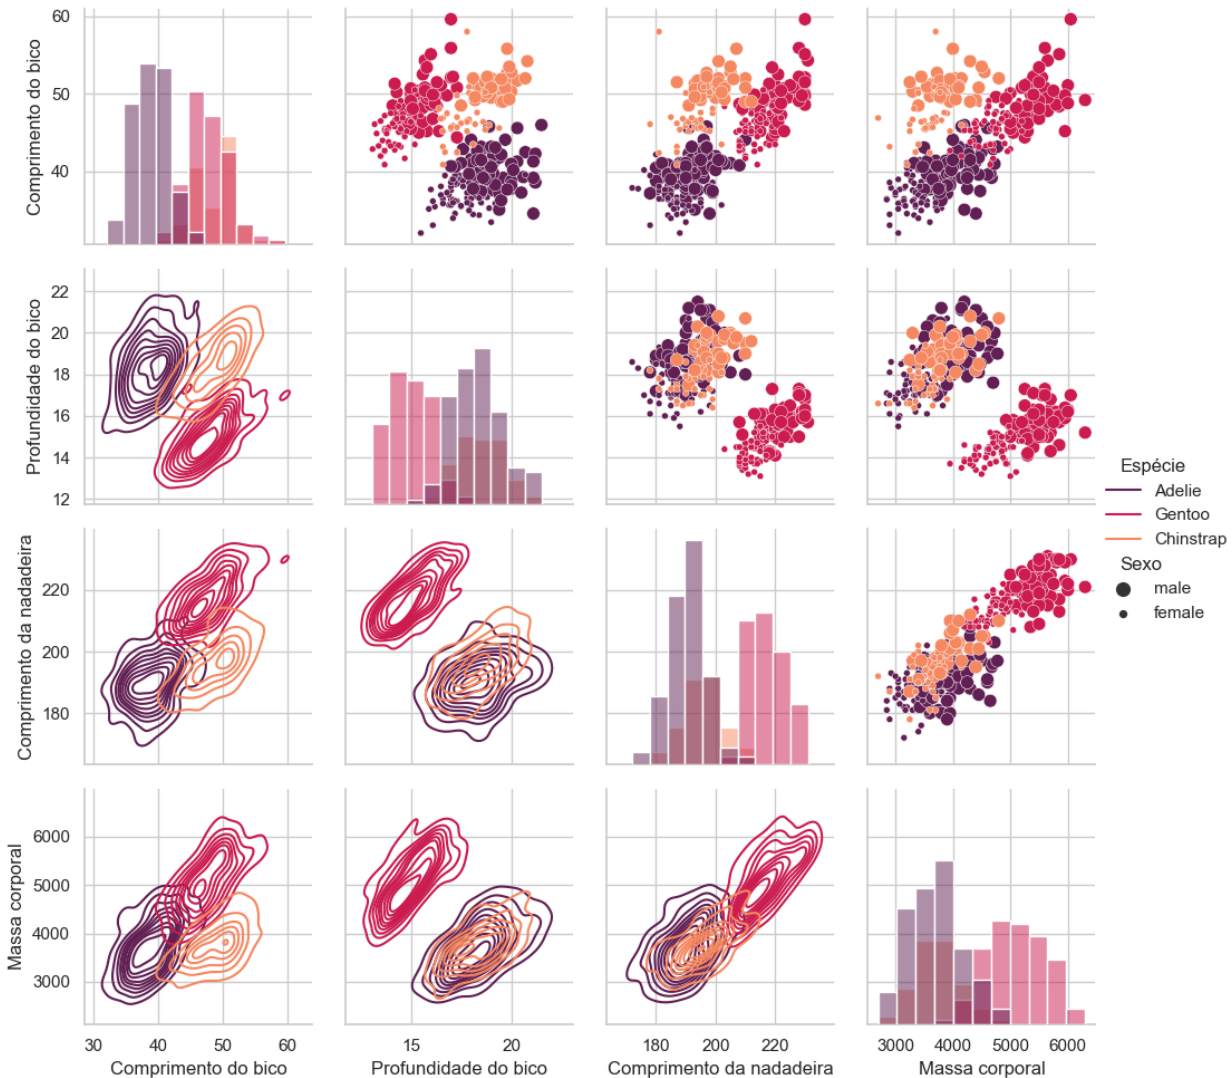 60
50
40
Comprimento do bico
22
20
18
16
14
12
Profundidade do bico
220
200
180
Comprimento da nadadeira
6000
5000
4000
3000
Massa corporal
30 40 50 60
Comprimento do bico
15 20
Profundidade do bico
180 200 220
Comprimento da nadadeira
3000 4000 5000 6000
Massa corporal
Espécie
Adelie
Gentoo
Chinstrap
Sexo
male
female